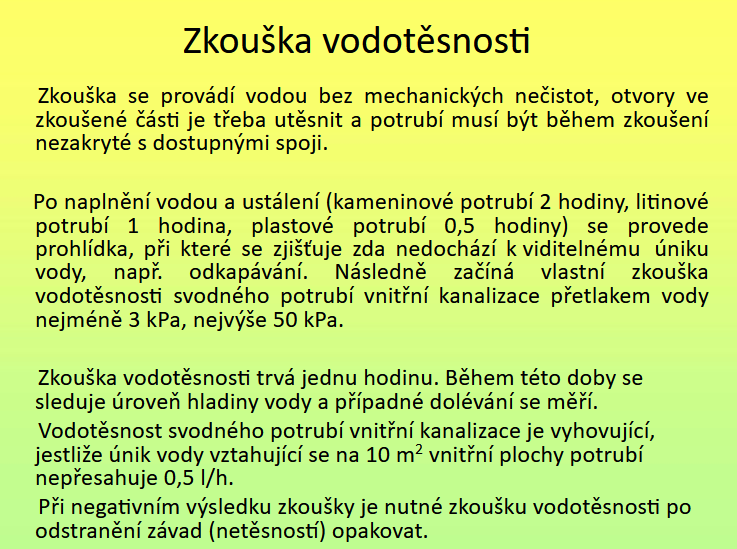 Zkouška vodotěsnosti
Zkouška se provádí vodou bez mechanických nečistot, otvory ve
zkoušené části je třeba utěsnit a potrubí musí být během zkoušení
nezakryté s dostupnými spoji.
Po naplnění vodou a ustálení (kameninové potrubí 2 hodiny, litinové
potrubí 1 hodina, plastové potrubí 0,5 hodiny) se provede
prohlídka, při které se zjišťuje zda nedochází k viditelnému úniku
vody, např. odkapávání. Následně začíná vlastní zkouška
vodotěsnosti svodného potrubí vnitřní kanalizace přetlakem vody
nejméně 3 kPa, nejvýše 50 kPa.
Zkouška vodotěsnosti trvá jednu hodinu. Během této doby se
sleduje úroveň hladiny vody a případné dolévání se měří.
Vodotěsnost svodného potrubí vnitřní kanalizace je vyhovující,
jestliže únik vody vztahující se na 10 m² vnitřní plochy potrubí
nepřesahuje 0,5 l/h.
Při negativním výsledku zkoušky je nutné zkoušku vodotěsnosti po
odstranění závad (netěsností) opakovat.